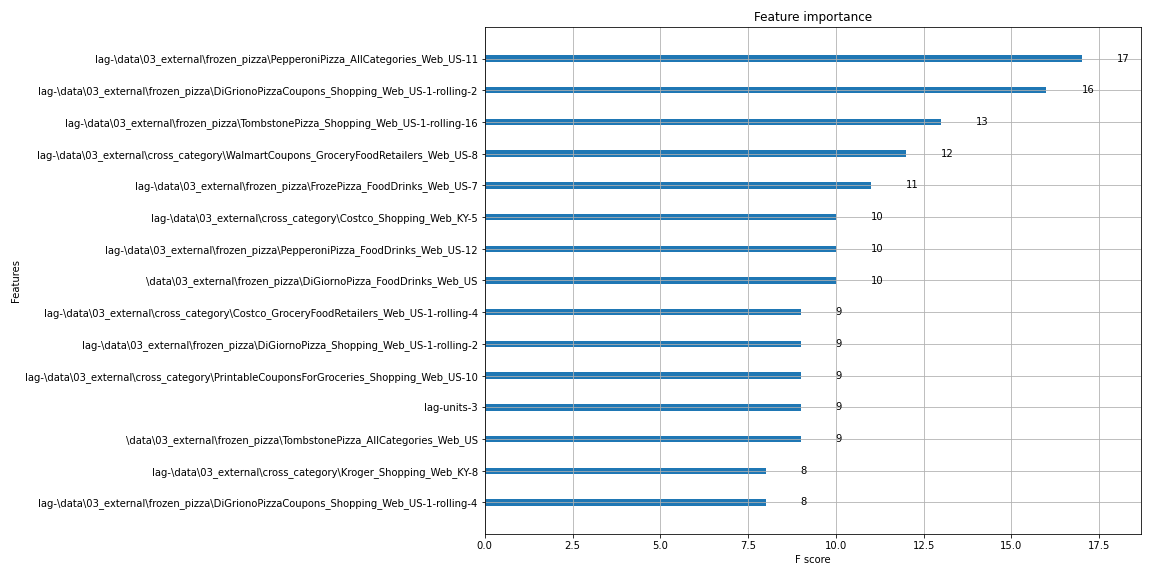 Feature importance
Features
lag-\data\03_external\frozen_pizza\PepperoniPizza_AllCategories_Web_US-11
17
lag-\data\03_external\frozen_pizza\DiGrionoPizzaCoupons_Shopping_Web_US-1-rolling-2
16
lag-\data\03_external\frozen_pizza\TombstonePizza_Shopping_Web_US-1-rolling-16
13
lag-\data\03_external\cross_category\WalmartCoupons_GroceryFoodRetailers_Web_US-8
12
lag-\data\03_external\frozen_pizza\FrozePizza_FoodDrinks_Web_US-7
11
lag-\data\03_external\cross_category\Costco_Shopping_Web_KY-5
10
lag-\data\03_external\frozen_pizza\PepperoniPizza_FoodDrinks_Web_US-12
10
\data\03_external\frozen_pizza\DiGiornoPizza_FoodDrinks_Web_US
10
lag-\data\03_external\cross_category\Costco_GroceryFoodRetailers_Web_US-1-rolling-4
9
lag-\data\03_external\frozen_pizza\DiGiornoPizza_Shopping_Web_US-1-rolling-2
9
lag-\data\03_external\cross_category\PrintableCouponsForGroceries_Shopping_Web_US-10
9
lag-units-3
9
\data\03_external\frozen_pizza\TombstonePizza_AllCategories_Web_US
9
lag-\data\03_external\cross_category\Kroger_Shopping_Web_KY-8
8
lag-\data\03_external\frozen_pizza\DiGrionoPizzaCoupons_Shopping_Web_US-1-rolling-4
8
0.0 2.5 5.0 7.5 10.0 12.5 15.0 17.5
F score